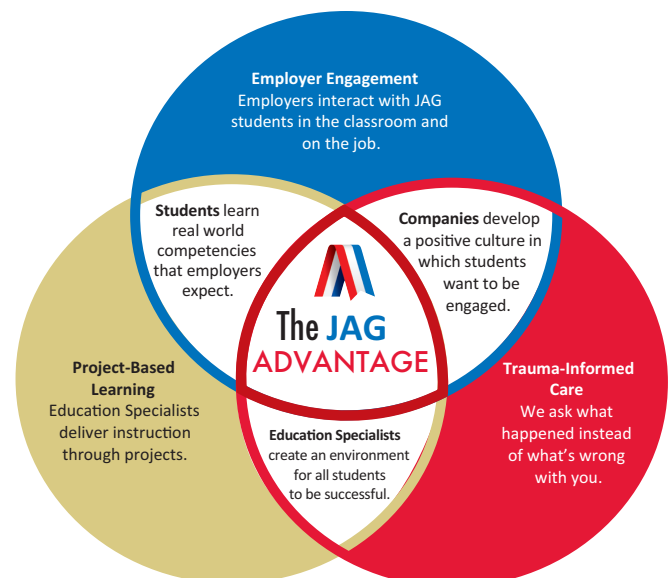 Employer Engagement
Employers interact with JAG
students in the classroom and
on the job.
Students learn
real world
competencies
that employers
expect.
Companies develop
a positive culture in
which students
want to be
engaged.
The JAG
ADVANTAGE
Project-Based
Learning
Education Specialists
deliver instruction
through projects.
Trauma-Informed
Care
We ask what
happened instead
of what’s wrong
with you.
Education Specialists
create an environment
for all students
to be successful.